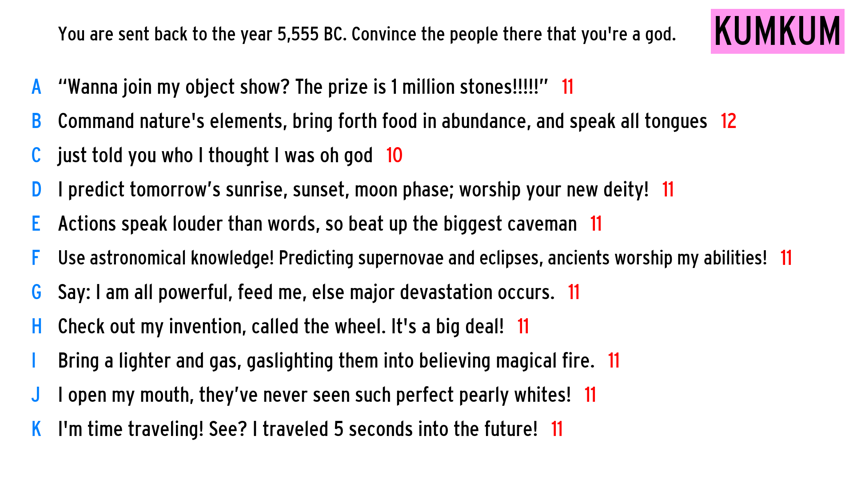 You are sent back to the year 5,555 BC. Convince the people there that you're a god.
KUMKUM
A “Wanna join my object show? The prize is 1 million stones!!!!!” 11
B Command nature's elements, bring forth food in abundance, and speak all tongues 12
C just told you who I thought I was oh god 10
D I predict tomorrow’s sunrise, sunset, moon phase; worship your new deity! 11
E Actions speak louder than words, so beat up the biggest caveman 11
F Use astronomical knowledge! Predicting supernovae and eclipses, ancients worship my abilities! 11
G Say: I am all powerful, feed me, else major devastation occurs. 11
H Check out my invention, called the wheel. It's a big deal! 11
I Bring a lighter and gas, gaslighting them into believing magical fire. 11
J I open my mouth, they’ve never seen such perfect pearly whites! 11
K I'm time traveling! See? I traveled 5 seconds into the future! 11